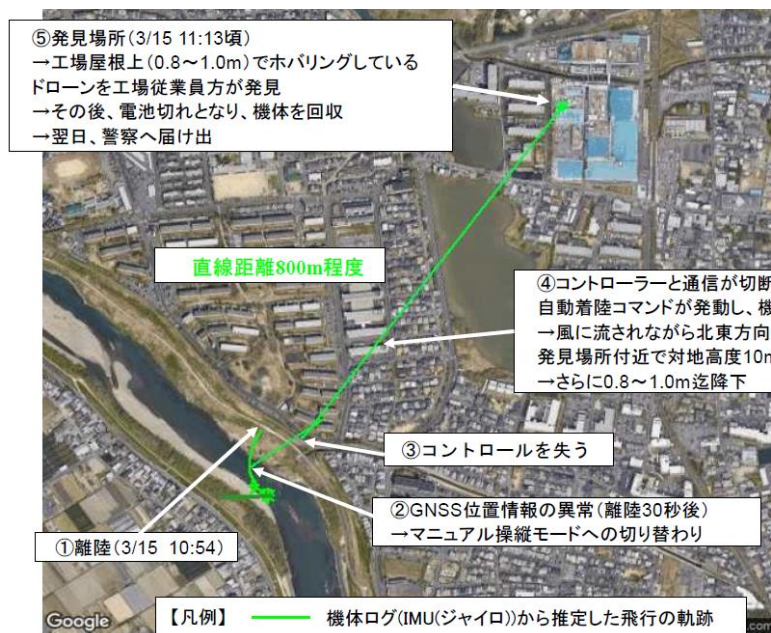 ⑤発見場所(3/15 11:13頃)
→工場屋根上(0.8～1.0m)でホバリングしている
ドローンを工場従業員方が発見
→その後、電池切れとなり、機体を回収
→翌日、警察へ届け出
直線距離800m程度
④コントローラーと通信が切断
自動着陸コマンドが発動し、機
→風に流されながら北東方向
発見場所付近で対地高度10m
→さらに0.8～1.0m迄降下
③コントロールを失う
②GNSS位置情報の異常(離陸30秒後)
→マニュアル操縦モードへの切り替わり
①離陸(3/15 10:54)
【凡例】 機体ログ(IMU(ジャイロ))から推定した飛行の軌跡
Google
.com